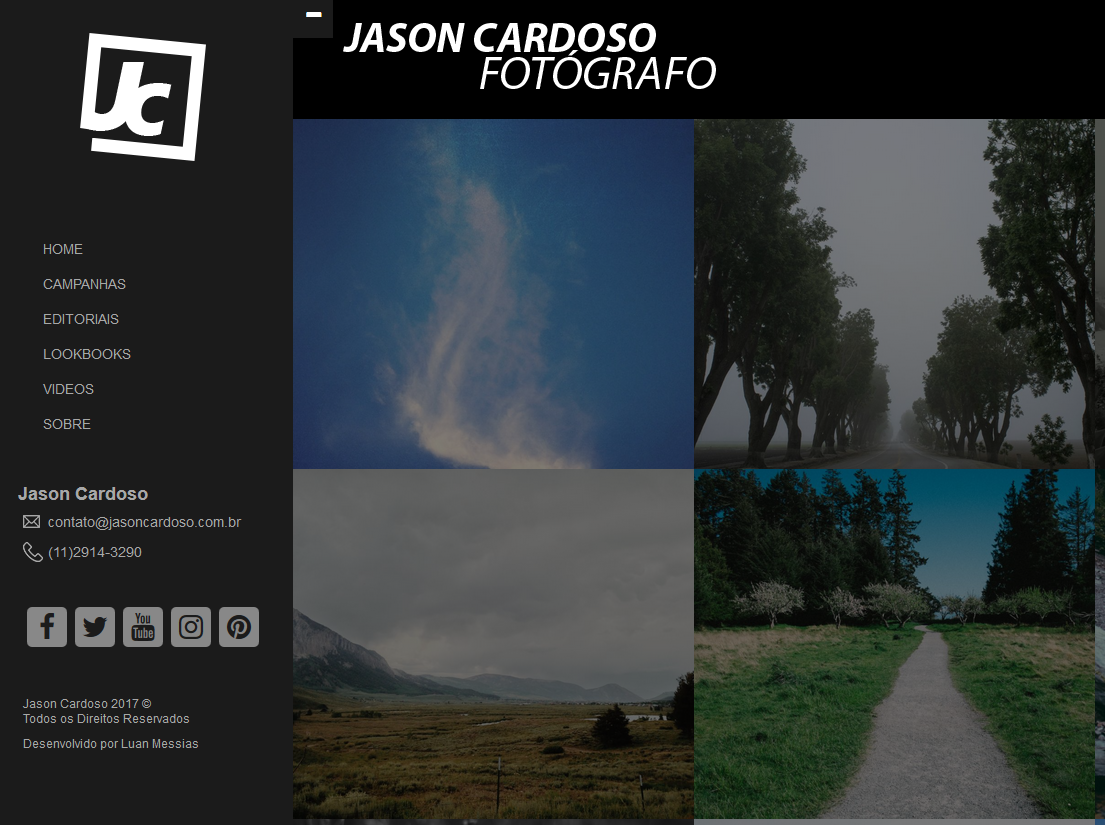 Jc
HOME
CAMPANHAS
EDITORIAIS
LOOKBOOKS
VIDEOS
SOBRE
Jason Cardoso
contato@jasoncardoso.com.br
(11)2914-3290
You
Tube
Jason Cardoso 2017 ©
Todos os Direitos Reservados
Desenvolvido por Luan Messias
JASON CARDOSO
FOTÓGRAFO